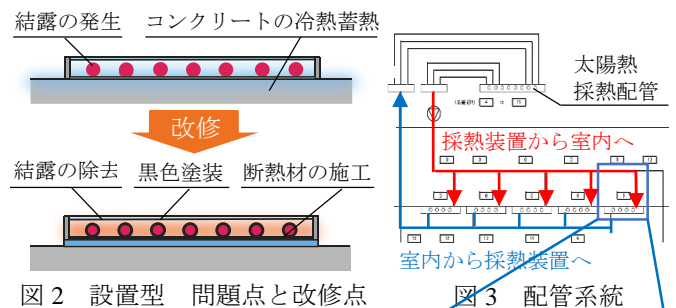 結露の発生
コンクリートの冷熱蓄熱
改修
結露の除去
黒色塗装
断熱材の施工
図2 設置型 問題点と改修点
太陽熱
採熱配管
採熱装置から室内へ
室内から採熱装置へ
図3 配管系統